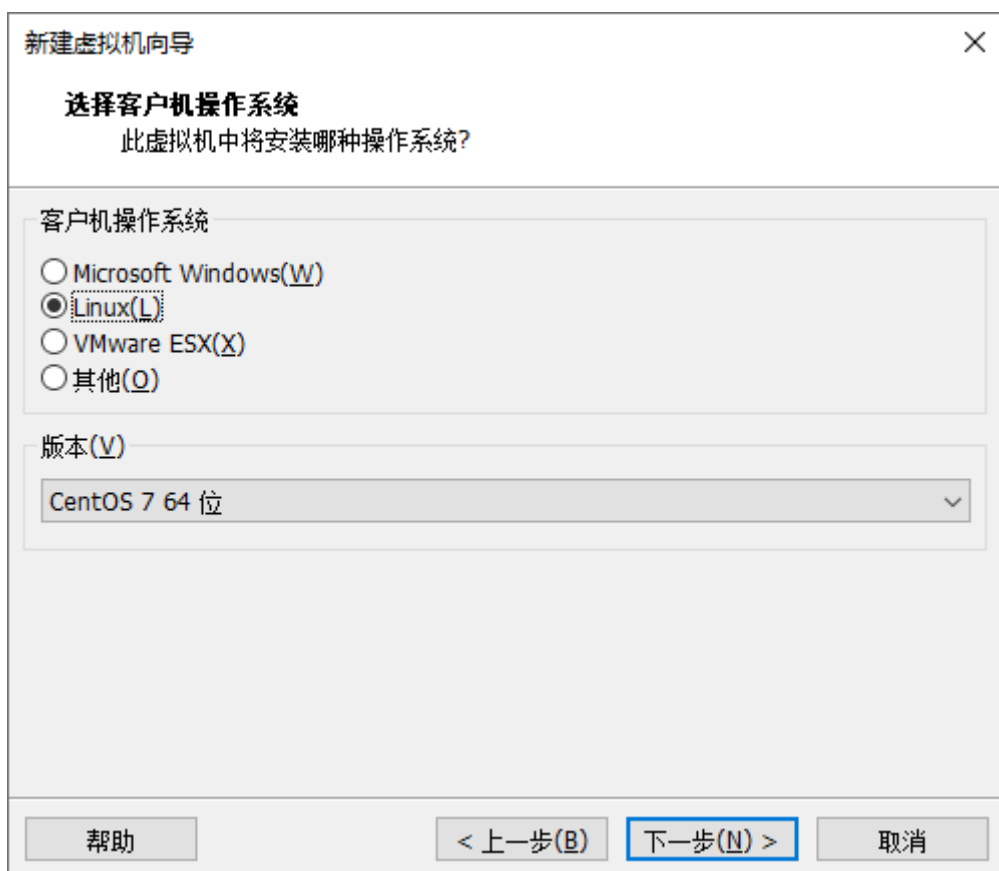 新建虚拟机向导
选择客户机操作系统
此虚拟机中将安装哪种操作系统?
客户机操作系统
Microsoft Windows(W)
Linux(L)
VMware ESX(X)
其他(O)
版本(V)
CentOS 7 64 位
帮助
< 上一步(B)
下一步(N) >
取消